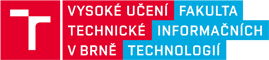 VYSOKÉ UČENÍ FAKULTA
TECHNICKÉ INFORMAČNÍCH
V BRNĚ TECHNOLOGIÍ